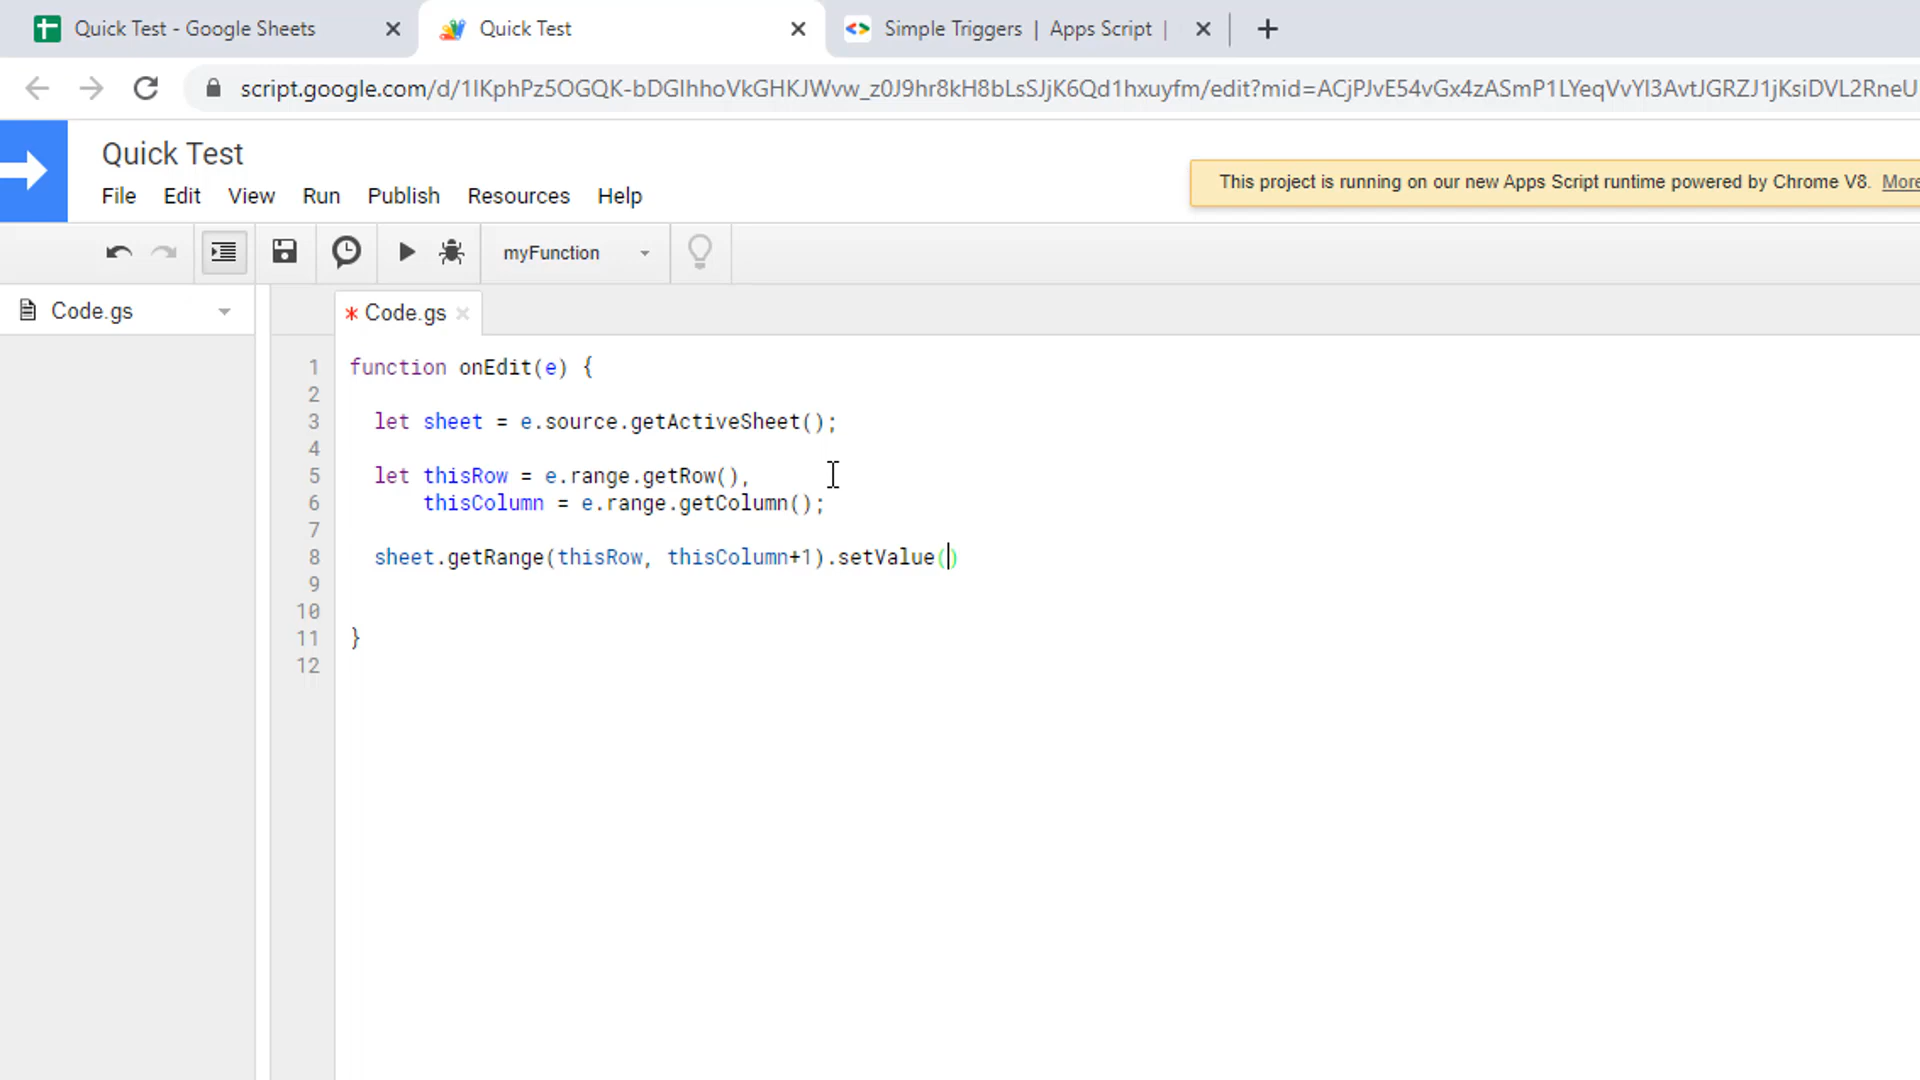 Quick Test - Google Sheets
Quick Test
Simple Triggers | Apps Script |
script.google.com/d/1IKphPz5OGQK-bDGIhhoVkGHKJWvw_z0J9hr8kH8bLsSJjK6Qd1hxuyfm/edit?mid=ACjPJvE54vGx4zASmP1LYeqVvYl3AvtJGRZJ1jKsiDVL2RneU
Quick Test
This project is running on our new Apps Script runtime powered by Chrome V8. More
File Edit View Run Publish Resources Help
myFunction
Code.gs
* Code.gs
1 function onEdit(e) {
2
3 let sheet = e.source.getActiveSheet();
4
5 let thisRow = e.range.getRow(),
6 thisColumn = e.range.getColumn();
7
8 sheet.getRange(thisRow, thisColumn+1).setValue()
9
10
11 }
12